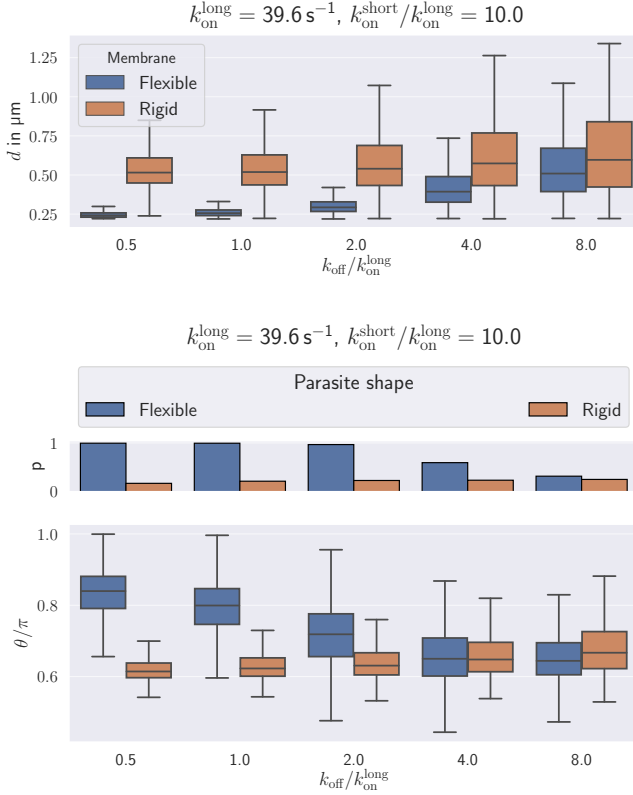 k_on^long = 39.6 s⁻¹, k_on^short/k_on^long = 10.0
Membrane
Flexible
Rigid
d in μm
1.25
1.00
0.75
0.50
0.25
0.5 1.0 2.0 4.0 8.0
k_off/k_on^long
k_on^long = 39.6 s⁻¹, k_on^short/k_on^long = 10.0
Parasite shape
Flexible Rigid
p
1
0
θ/π
1.0
0.8
0.6
0.5 1.0 2.0 4.0 8.0
k_off/k_on^long